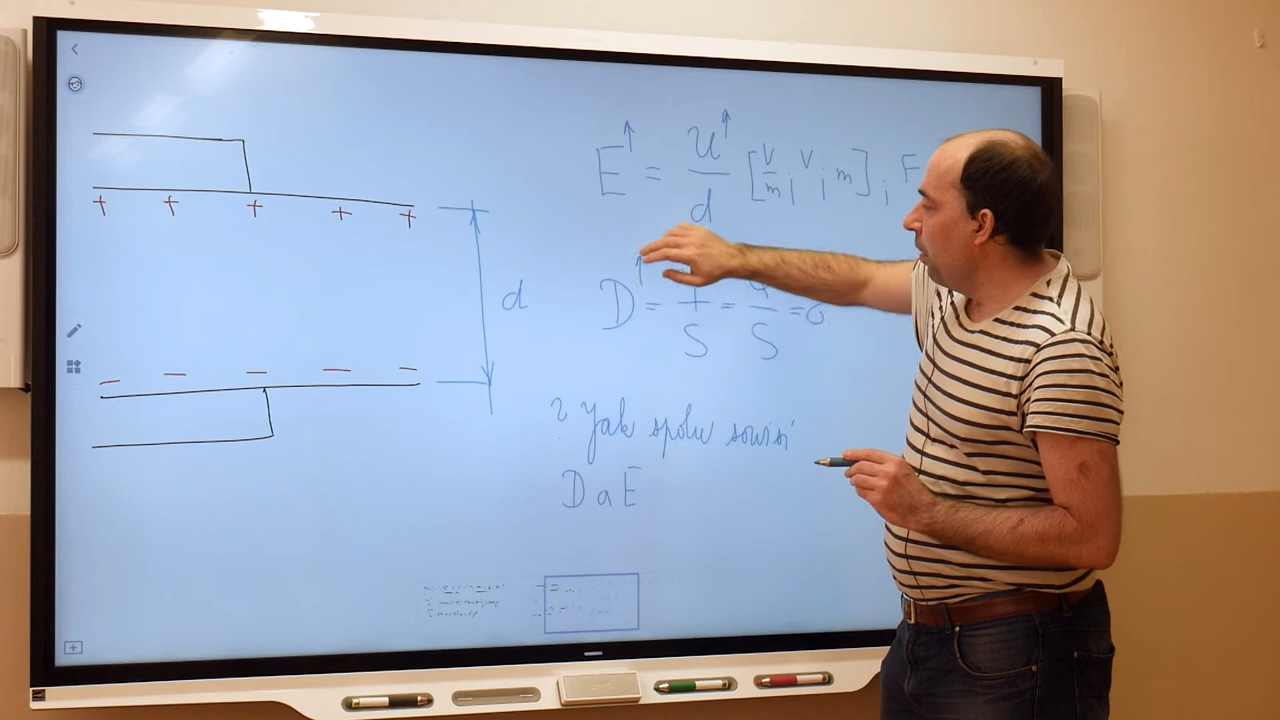 + + + + +
d
- - - - -
E↑ = U↑/d [V/m; V; m]; F
D↑ = /S = /S = σ
? Jak spolu souvisí
D a E